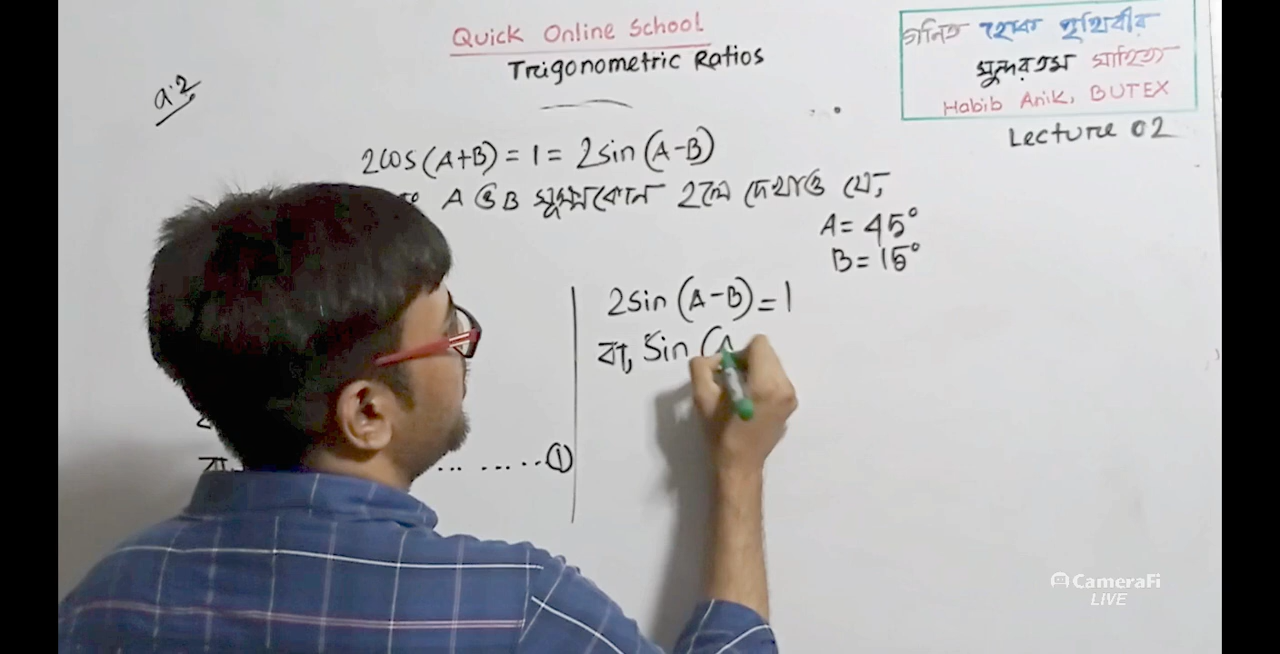 Quick Online School
Trigonometric Ratios
গনিত হোক পৃথিবীর
সুন্দরতম সাহিত্য
Habib Anik, BUTEX
Lecture 02
a.2
2cos(A+B) = 1 = 2sin(A-B)
A ও B সূক্ষ্মকোন হলে দেখাও যে,
A = 45°
B = 15°
2sin(A-B) = 1
বা, Sin (A
বা, ... ... ①
CameraFi
LIVE